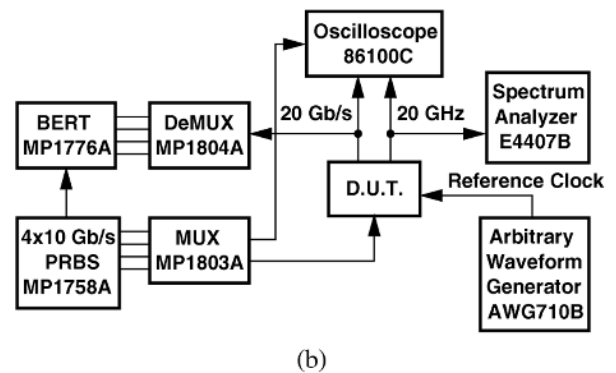 Oscilloscope
86100C
20 Gb/s
20 GHz
BERT
MP1776A
DeMUX
MP1804A
Spectrum
Analyzer
E4407B
D.U.T.
Reference Clock
4x10 Gb/s
PRBS
MP1758A
MUX
MP1803A
Arbitrary
Waveform
Generator
AWG710B
(b)